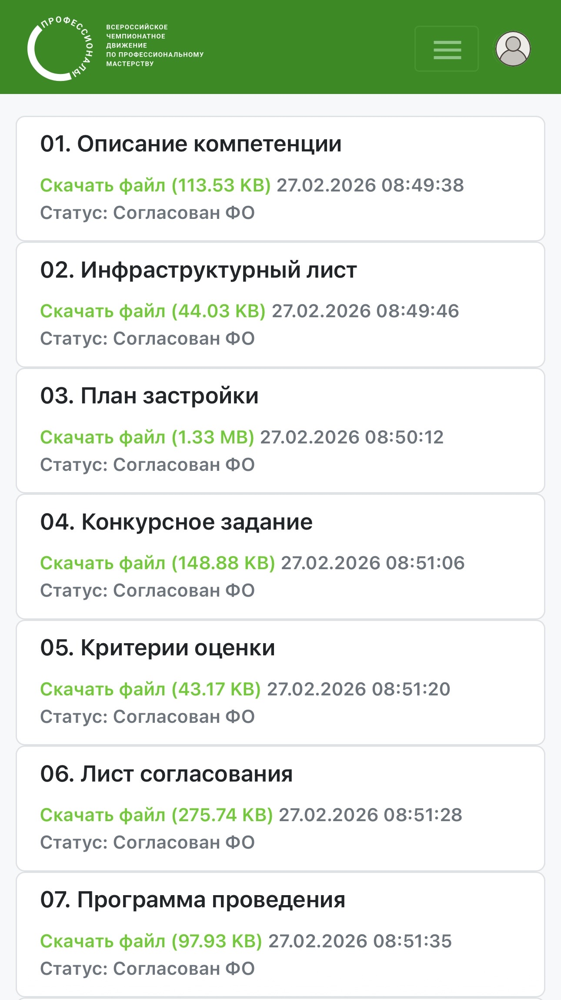 ПРОФЕССИОНАЛЫ
ВСЕРОССИЙСКОЕ
ЧЕМПИОНАТНОЕ
ДВИЖЕНИЕ
ПО ПРОФЕССИОНАЛЬНОМУ
МАСТЕРСТВУ
01. Описание компетенции
Скачать файл (113.53 KB) 27.02.2026 08:49:38
Статус: Согласован ФО
02. Инфраструктурный лист
Скачать файл (44.03 KB) 27.02.2026 08:49:46
Статус: Согласован ФО
03. План застройки
Скачать файл (1.33 MB) 27.02.2026 08:50:12
Статус: Согласован ФО
04. Конкурсное задание
Скачать файл (148.88 KB) 27.02.2026 08:51:06
Статус: Согласован ФО
05. Критерии оценки
Скачать файл (43.17 KB) 27.02.2026 08:51:20
Статус: Согласован ФО
06. Лист согласования
Скачать файл (275.74 KB) 27.02.2026 08:51:28
Статус: Согласован ФО
07. Программа проведения
Скачать файл (97.93 KB) 27.02.2026 08:51:35
Статус: Согласован ФО